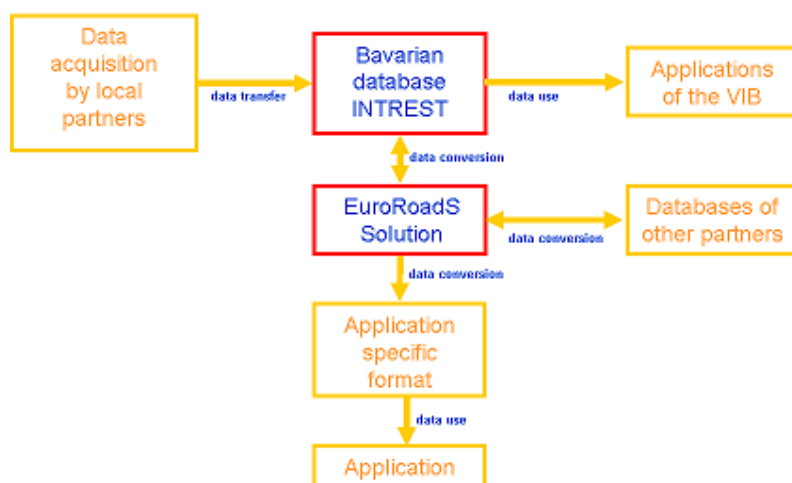 Data
acquisition
by local
partners
data transfer
Bavarian
database
INTREST
data use
Applications
of the VIB
data conversion
EuroRoadS
Solution
data conversion
Databases of
other partners
data conversion
Application
specific
format
data use
Application